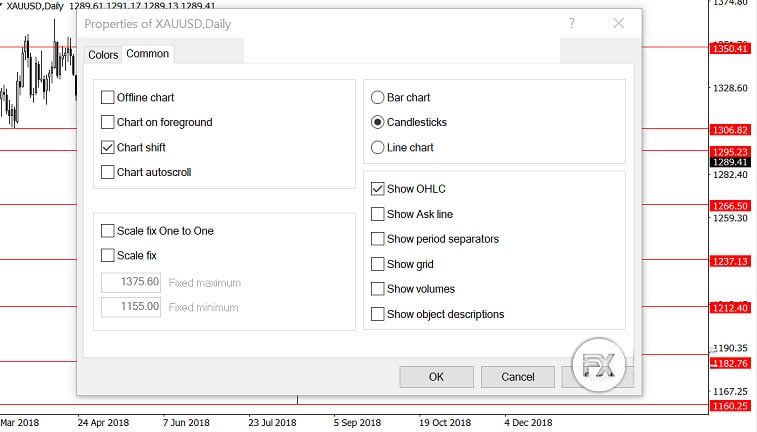 XAUUSD,Daily 1289.61 1291.17 1289.13 1289.41
1374.80
Properties of XAUUSD,Daily
?
Colors
Common
1350.41
Offline chart
Chart on foreground
Chart shift
Chart autoscroll
Bar chart
Candlesticks
Line chart
1328.60
1306.82
1295.23
1289.41
1282.40
Scale fix One to One
Scale fix
1375.60 Fixed maximum
1155.00 Fixed minimum
Show OHLC
Show Ask line
Show period separators
Show grid
Show volumes
Show object descriptions
1266.50
1259.30
1237.13
1212.40
1190.35
1182.76
1167.25
1160.25
OK
Cancel
FX
Mar 2018
24 Apr 2018
7 Jun 2018
23 Jul 2018
5 Sep 2018
19 Oct 2018
4 Dec 2018